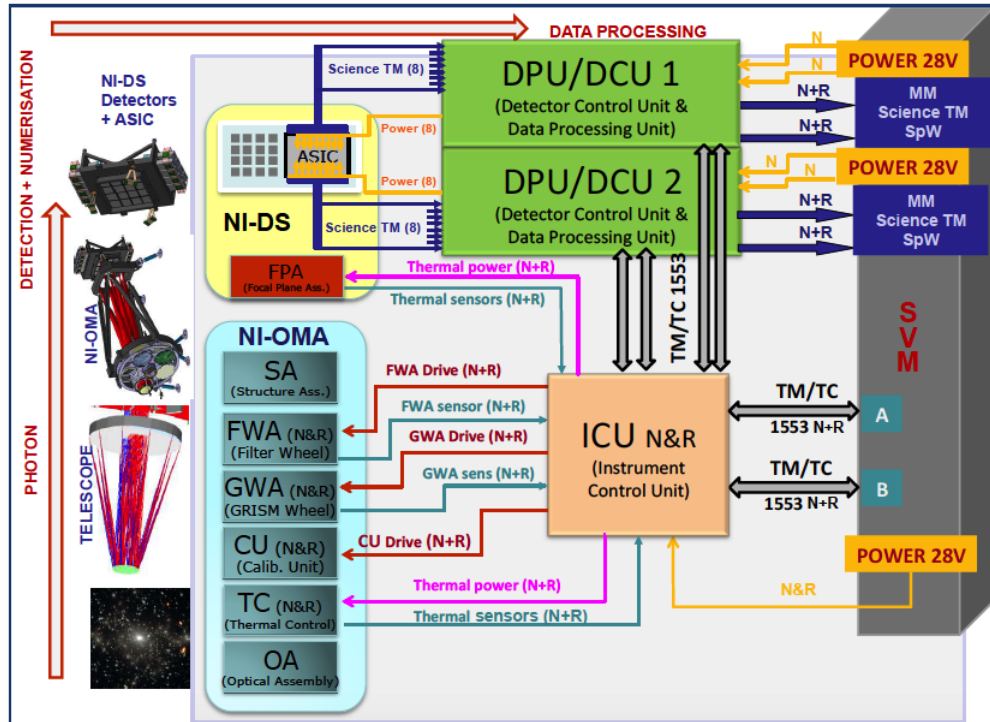 DATA PROCESSING
DETECTION + NUMERISATION
PHOTON
NI-DS
Detectors
+ ASIC
NI-OMA
TELESCOPE
Science TM (8)
Power (8)
ASIC
Power (8)
Science TM (8)
NI-DS
FPA
(Focal Plane Ass.)
DPU/DCU 1
(Detector Control Unit &
Data Processing Unit)
DPU/DCU 2
(Detector Control Unit &
Data Processing Unit)
N
N
N+R
N+R
N
N
N+R
N+R
POWER 28V
MM
Science TM
SpW
POWER 28V
MM
Science TM
SpW
Thermal power (N+R)
Thermal sensors (N+R)
TM/TC 1553
SVM
NI-OMA
SA
(Structure Ass.)
FWA (N&R)
(Filter Wheel)
GWA (N&R)
(GRISM Wheel)
CU (N&R)
(Calib. Unit)
TC (N&R)
(Thermal Control)
OA
(Optical Assembly)
FWA Drive (N+R)
FWA sensor (N+R)
GWA Drive (N+R)
GWA sens (N+R)
CU Drive (N+R)
Thermal power (N+R)
Thermal sensors (N+R)
ICU N&R
(Instrument
Control Unit)
TM/TC
1553 N+R
A
TM/TC
1553 N+R
B
POWER 28V
N&R